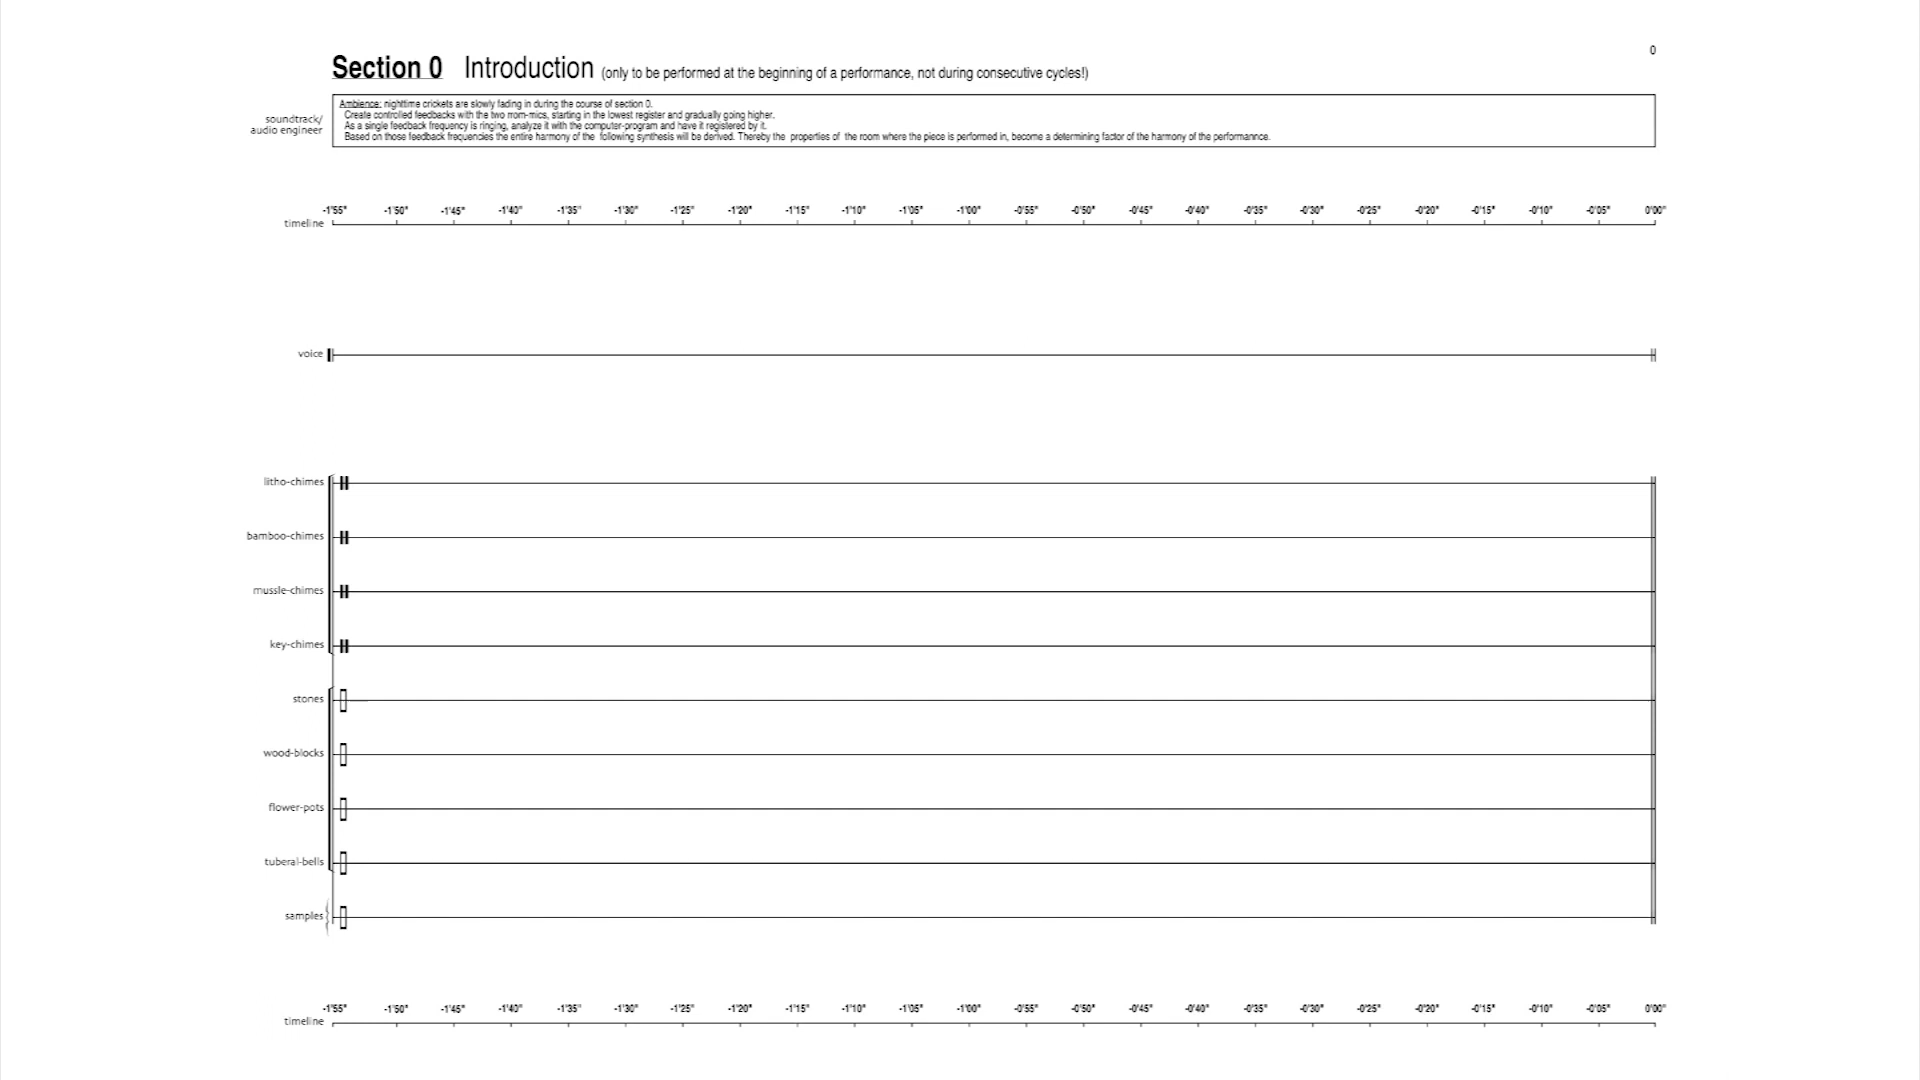 0
Section 0 Introduction (only to be performed at the beginning of a performance, not during consecutive cycles!)
soundtrack/
audio engineer
Ambience: nighttime crickets are slowly fading in during the course of section 0.
Create controlled feedbacks with the two rrom-mics, starting in the lowest register and gradually going higher.
As a single feedback frequency is ringing, analyze it with the computer-program and have it registered by it.
Based on those feedback frequencies the entire harmony of the following synthesis will be derived. Thereby the properties of the room where the piece is performed in, become a determining factor of the harmony of the performannce.
-1'55" -1'50" -1'45" -1'40" -1'35" -1'30" -1'25" -1'20" -1'15" -1'10" -1'05" -1'00" -0'55" -0'50" -0'45" -0'40" -0'35" -0'30" -0'25" -0'20" -0'15" -0'10" -0'05" 0'00"
timeline
voice
litho-chimes
bamboo-chimes
mussle-chimes
key-chimes
stones
wood-blocks
flower-pots
tuberal-bells
samples
-1'55" -1'50" -1'45" -1'40" -1'35" -1'30" -1'25" -1'20" -1'15" -1'10" -1'05" -1'00" -0'55" -0'50" -0'45" -0'40" -0'35" -0'30" -0'25" -0'20" -0'15" -0'10" -0'05" 0'00"
timeline